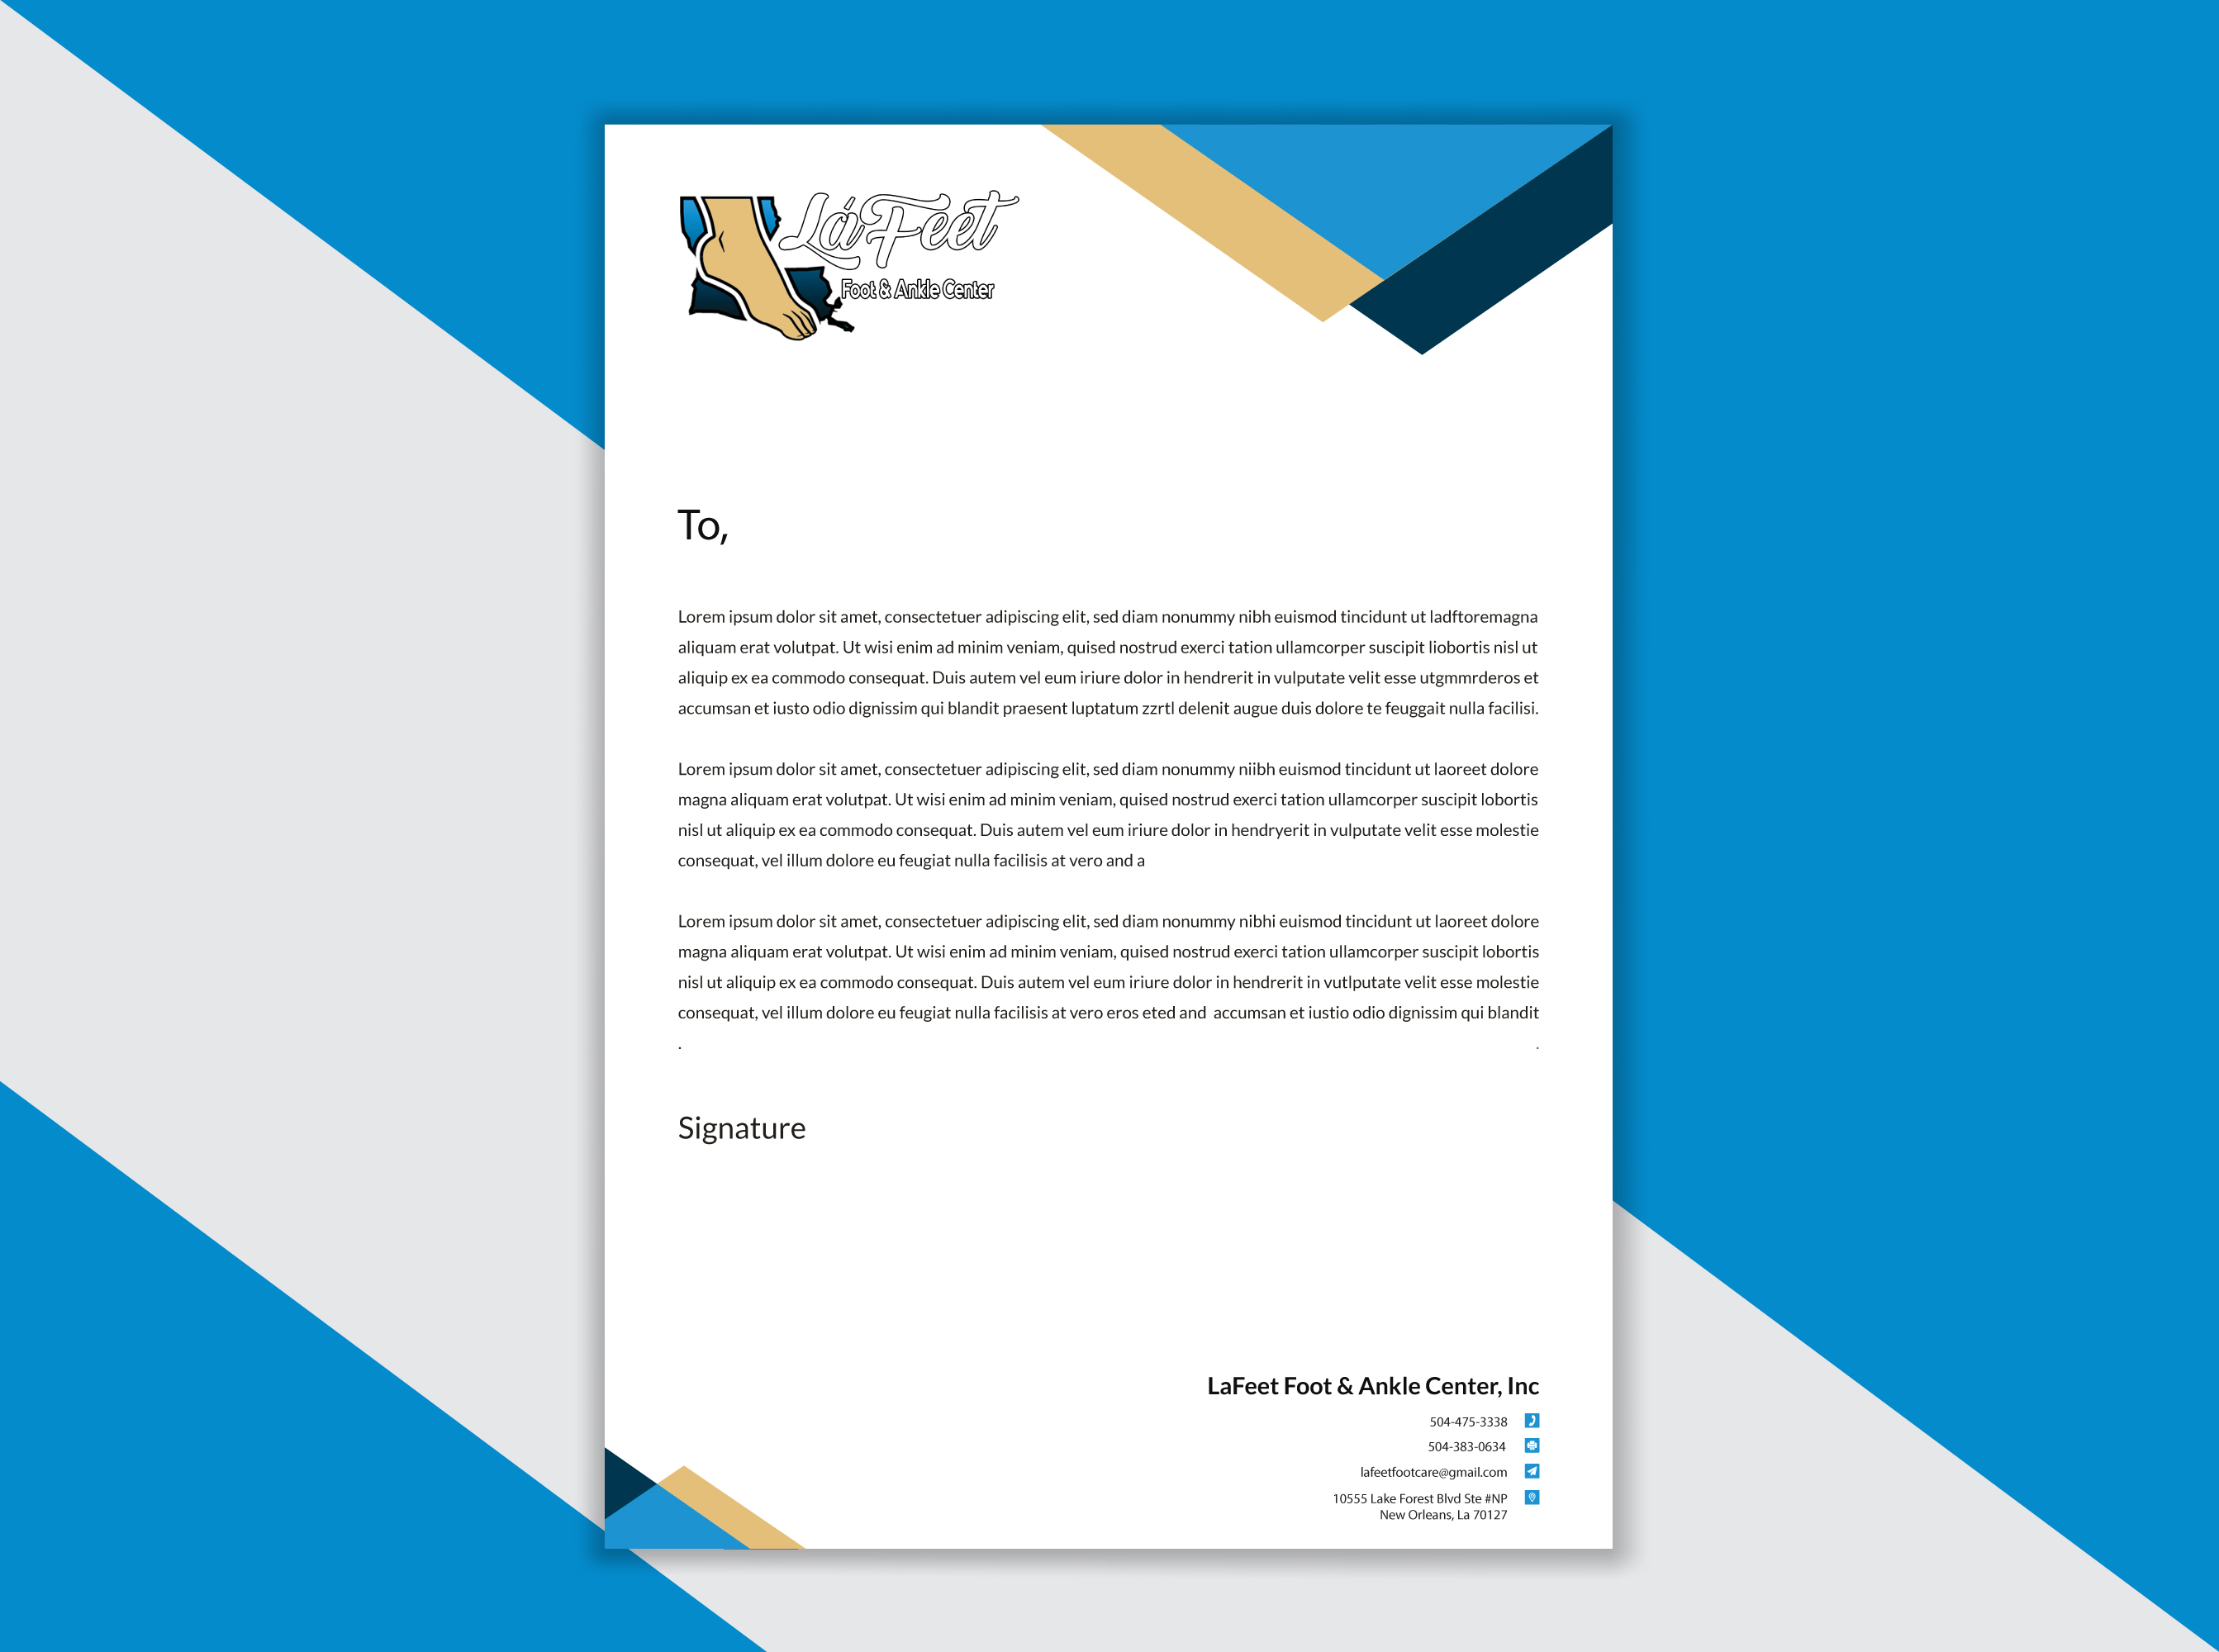 LáFeet
Foot & Ankle Center
To,
Lorem ipsum dolor sit amet, consectetuer adipiscing elit, sed diam nonummy nibh euismod tincidunt ut ladftoremagna
aliquam erat volutpat. Ut wisi enim ad minim veniam, quised nostrud exerci tation ullamcorper suscipit liobortis nisl ut
aliquip ex ea commodo consequat. Duis autem vel eum iriure dolor in hendrerit in vulputate velit esse utgmmrderos et
accumsan et iusto odio dignissim qui blandit praesent luptatum zzrtl delenit augue duis dolore te feuggait nulla facilisi.
Lorem ipsum dolor sit amet, consectetuer adipiscing elit, sed diam nonummy niibh euismod tincidunt ut laoreet dolore
magna aliquam erat volutpat. Ut wisi enim ad minim veniam, quised nostrud exerci tation ullamcorper suscipit lobortis
nisl ut aliquip ex ea commodo consequat. Duis autem vel eum iriure dolor in hendryerit in vulputate velit esse molestie
consequat, vel illum dolore eu feugiat nulla facilisis at vero and a
Lorem ipsum dolor sit amet, consectetuer adipiscing elit, sed diam nonummy nibhi euismod tincidunt ut laoreet dolore
magna aliquam erat volutpat. Ut wisi enim ad minim veniam, quised nostrud exerci tation ullamcorper suscipit lobortis
nisl ut aliquip ex ea commodo consequat. Duis autem vel eum iriure dolor in hendrerit in vutlputate velit esse molestie
consequat, vel illum dolore eu feugiat nulla facilisis at vero eros eted and  accumsan et iustio odio dignissim qui blandit
. .
Signature
LaFeet Foot & Ankle Center, Inc
504-475-3338
504-383-0634
lafeetfootcare@gmail.com
10555 Lake Forest Blvd Ste #NP
New Orleans, La 70127